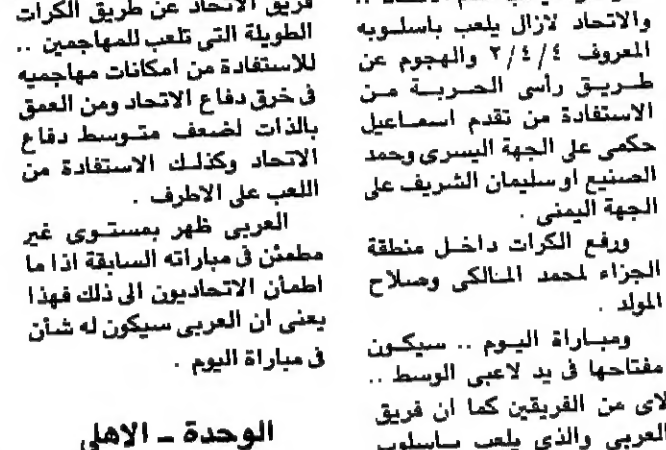 والاتحاد لازال يلعب باسلوبه
المعروف ٢/٤/٤ والهجوم عن
طريق رأسى الحربة من
الاستفادة من تقدم اسماعيل
حكمى على الجهة اليسرى وحمد
الصنيع او سليمان الشريف على
الجهة اليمنى .
ورفع الكرات داخل منطقة
الجزاء لمحمد المالكى وصلاح
المولد .
ومباراة اليوم .. سيكون
مفتاحها فى يد لاعبى الوسط ..
لاى من الفريقين كما ان فريق
العربى والذى يلعب باسلوب
فريق الاتحاد عن طريق الكرات
الطويلة التى تلعب للمهاجمين ..
للاستفادة من امكانات مهاجميه
فى خرق دفاع الاتحاد ومن العمق
بالذات لضعف متوسط دفاع
الاتحاد وكذلك الاستفادة من
اللعب على الاطرف .
العربى ظهر بمستوى غير
مطمئن فى مباراته السابقة اذا ما
اطمأن الاتحاديون الى ذلك فهذا
يعنى ان العربى سيكون له شأن
فى مباراة اليوم .
الوحدة ـ الاهلى